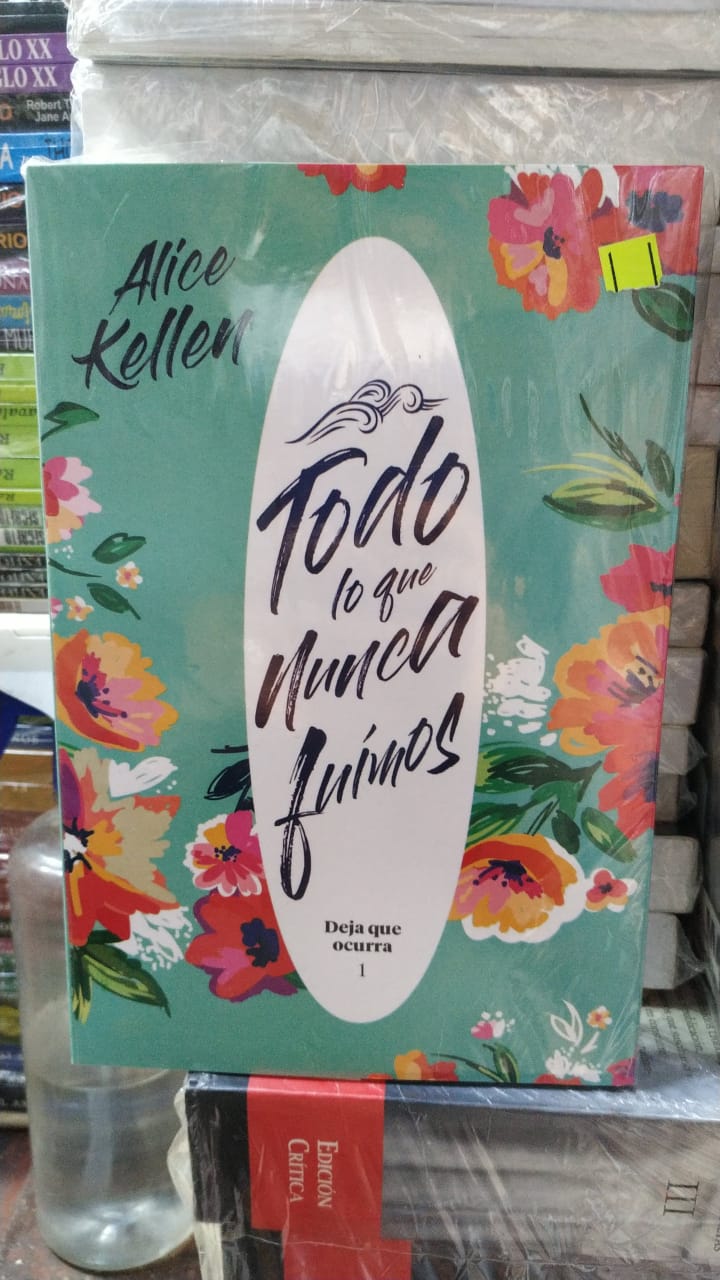 LO XX
GLO XX
Robert T
Jane A
Alice
Kellen
Todo
lo que
nunca
fuimos
Deja que
ocurra
1
EDICIÓN
CRÍTICA
III